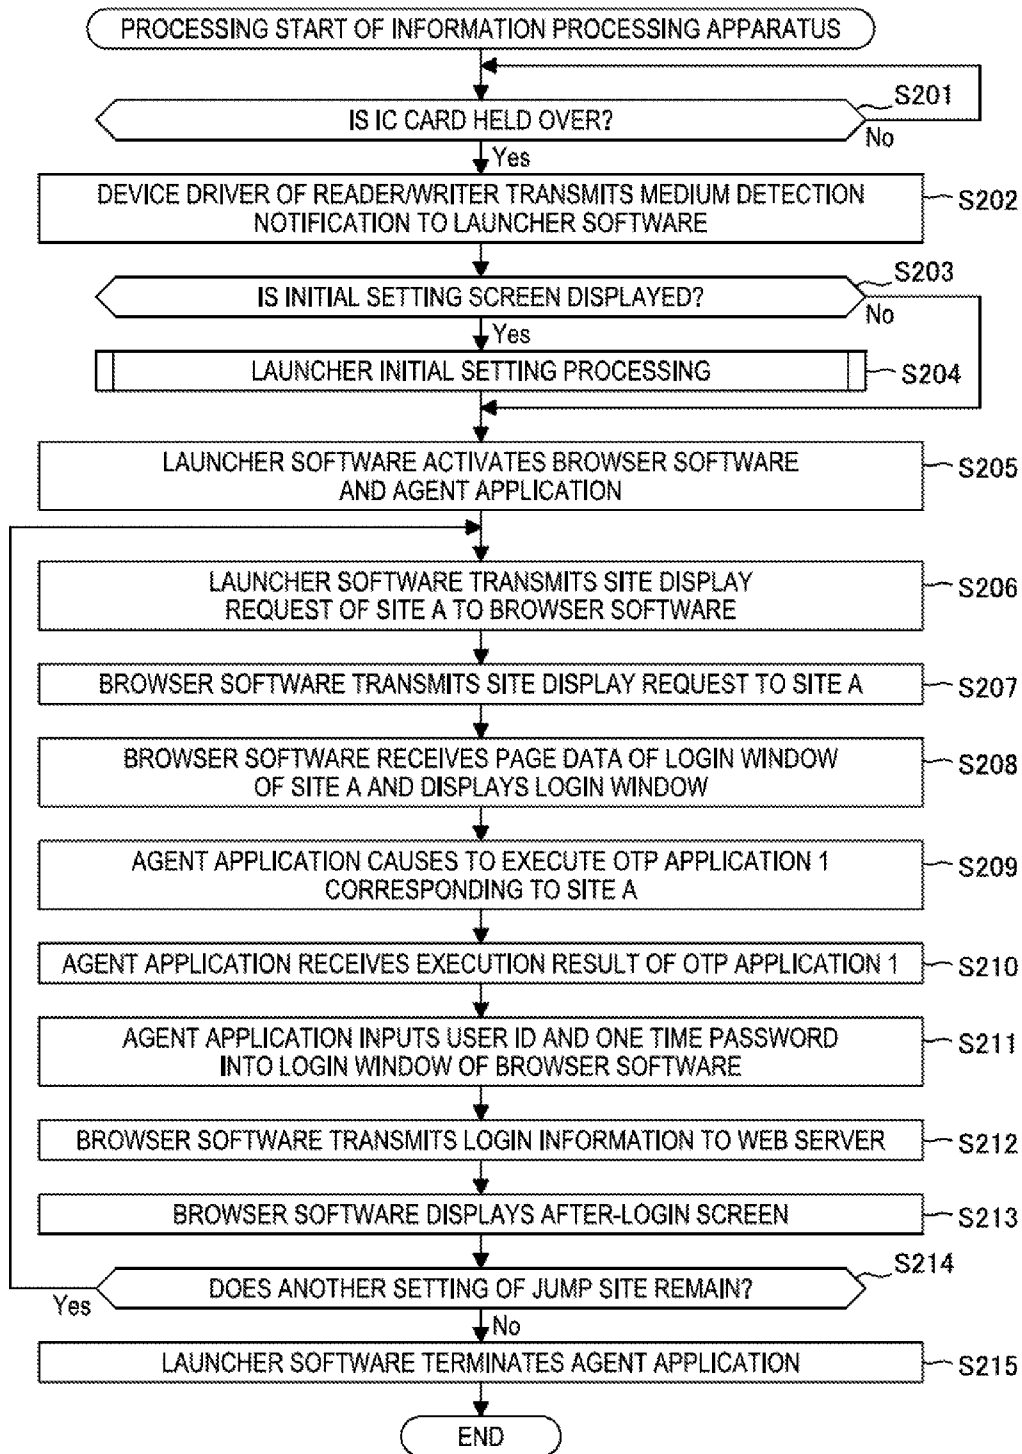 PROCESSING START OF INFORMATION PROCESSING APPARATUS
IS IC CARD HELD OVER?
S201
No
Yes
DEVICE DRIVER OF READER/WRITER TRANSMITS MEDIUM DETECTION
NOTIFICATION TO LAUNCHER SOFTWARE
S202
IS INITIAL SETTING SCREEN DISPLAYED?
S203
No
Yes
LAUNCHER INITIAL SETTING PROCESSING
S204
LAUNCHER SOFTWARE ACTIVATES BROWSER SOFTWARE
AND AGENT APPLICATION
S205
LAUNCHER SOFTWARE TRANSMITS SITE DISPLAY
REQUEST OF SITE A TO BROWSER SOFTWARE
S206
BROWSER SOFTWARE TRANSMITS SITE DISPLAY REQUEST TO SITE A
S207
BROWSER SOFTWARE RECEIVES PAGE DATA OF LOGIN WINDOW
OF SITE A AND DISPLAYS LOGIN WINDOW
S208
AGENT APPLICATION CAUSES TO EXECUTE OTP APPLICATION 1
CORRESPONDING TO SITE A
S209
AGENT APPLICATION RECEIVES EXECUTION RESULT OF OTP APPLICATION 1
S210
AGENT APPLICATION INPUTS USER ID AND ONE TIME PASSWORD
INTO LOGIN WINDOW OF BROWSER SOFTWARE
S211
BROWSER SOFTWARE TRANSMITS LOGIN INFORMATION TO WEB SERVER
S212
BROWSER SOFTWARE DISPLAYS AFTER-LOGIN SCREEN
S213
DOES ANOTHER SETTING OF JUMP SITE REMAIN?
S214
Yes
No
LAUNCHER SOFTWARE TERMINATES AGENT APPLICATION
S215
END